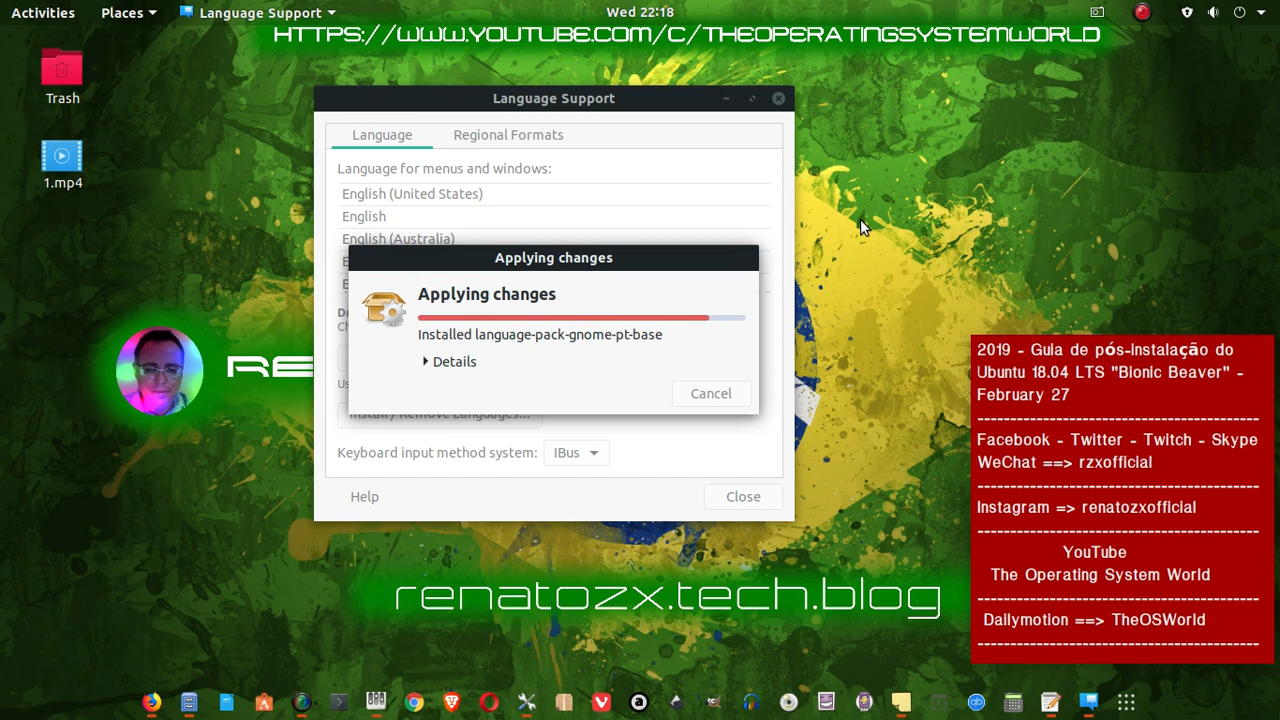 Activities
Places
Language Support
Wed 22:18
HTTPS://WWW.YOUTUBE.COM/C/THEOPERATINGSYSTEMWORLD
Trash
1.mp4
Language Support
Language
Regional Formats
Language for menus and windows:
English (United States)
English
English (Australia)
Applying changes
Applying changes
Installed language-pack-gnome-pt-base
Details
Cancel
Install / Remove Languages...
Keyboard input method system:
IBus
Help
Close
renatozx.tech.blog
2019 - Guia de pós-Instalação do
Ubuntu 18.04 LTS "Bionic Beaver" -
February 27
------------------------------------------
Facebook - Twitter - Twitch - Skype
WeChat ==> rzxofficial
------------------------------------------
Instagram => renatozxofficial
------------------------------------------
YouTube
The Operating System World
------------------------------------------
Dailymotion ==> TheOSWorld
------------------------------------------